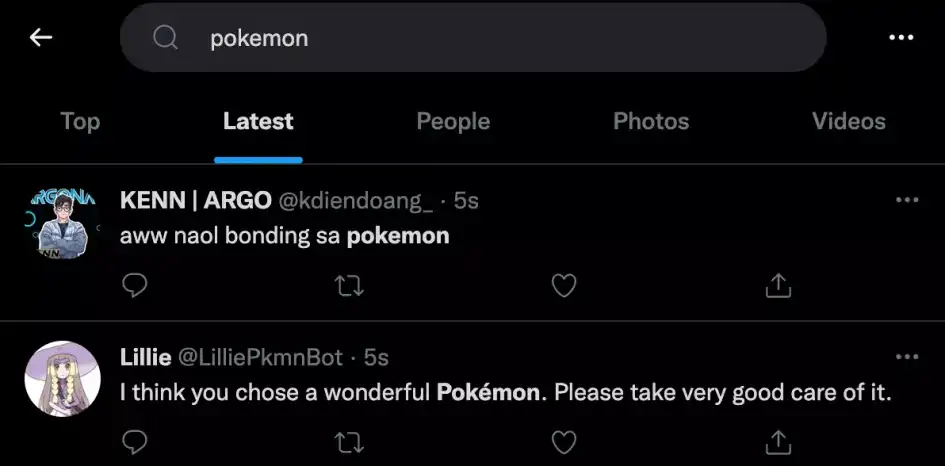 pokemon
Top Latest People Photos Videos
KENN | ARGO @kdiendoang_ · 5s
aww naol bonding sa pokemon
Lillie @LilliePkmnBot · 5s
I think you chose a wonderful Pokémon. Please take very good care of it.